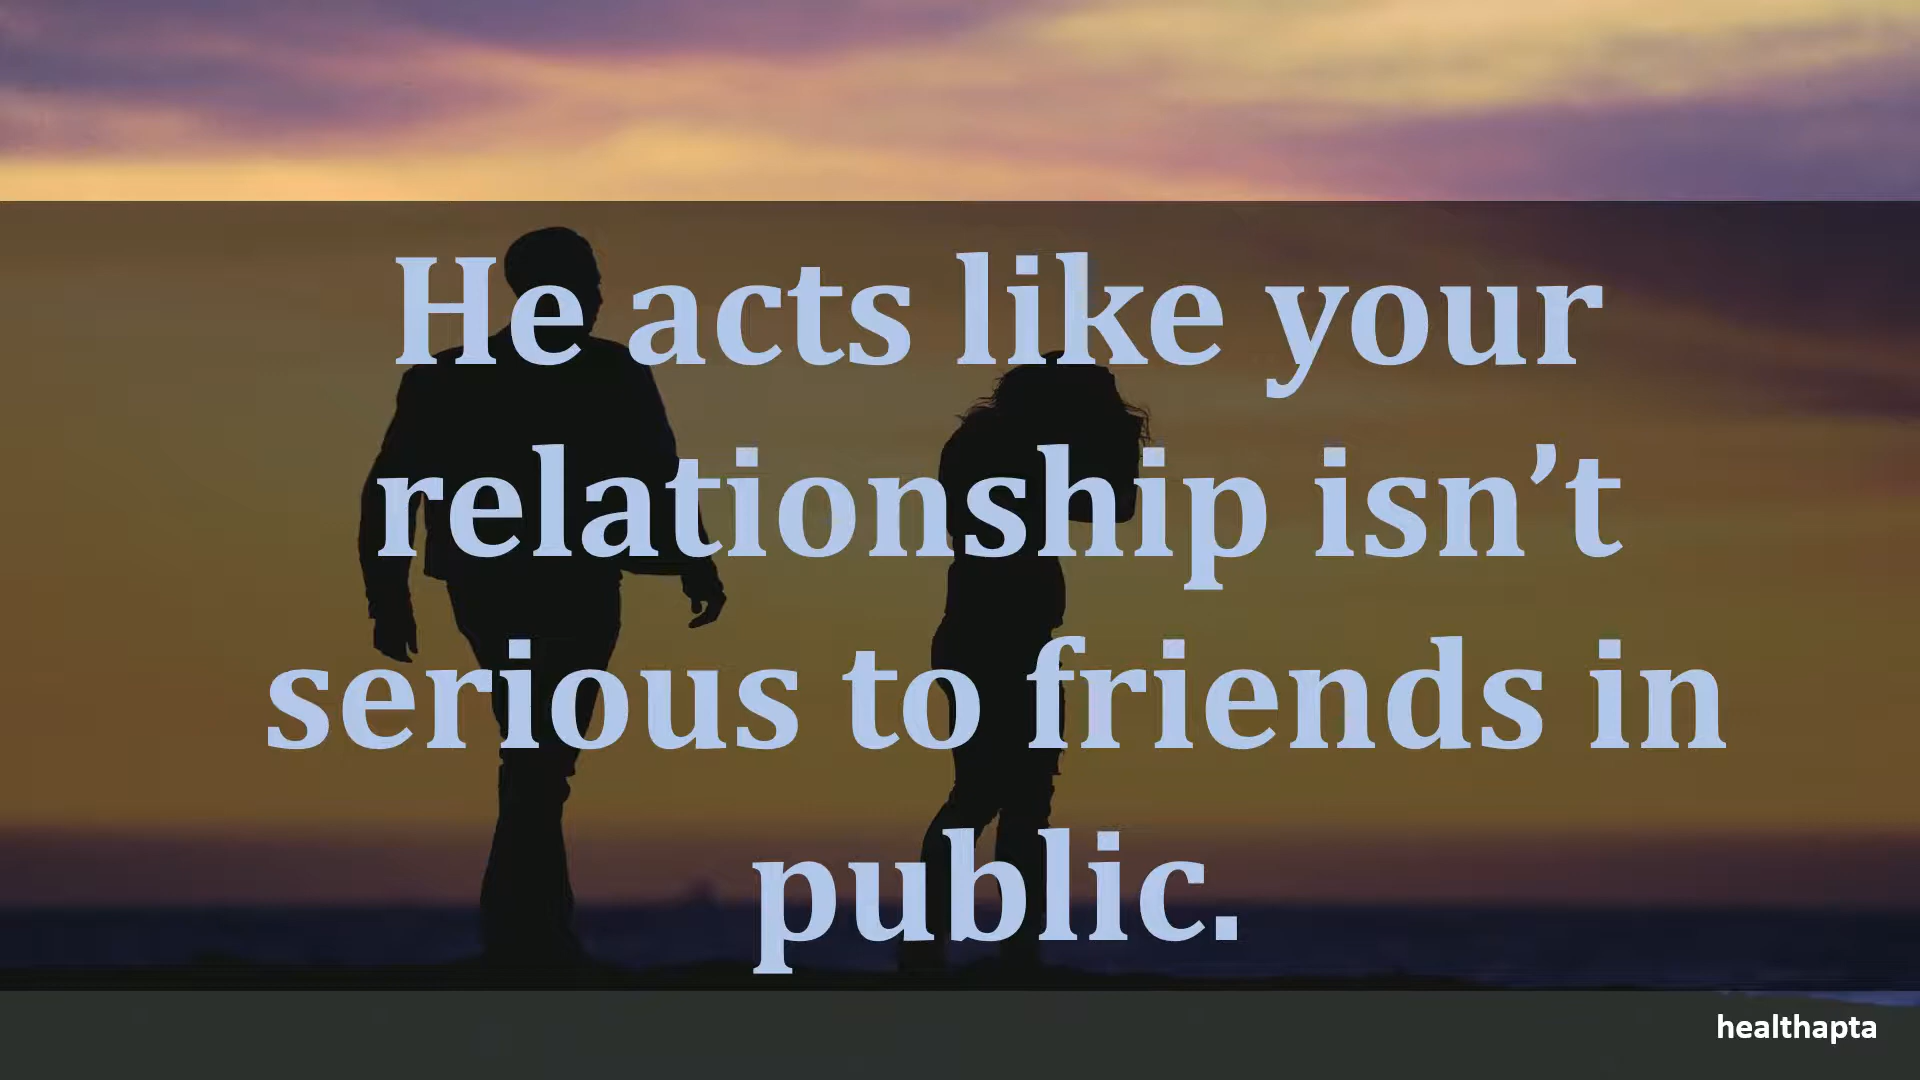 He acts like your
relationship isn’t
serious to friends in
public.
healthapta